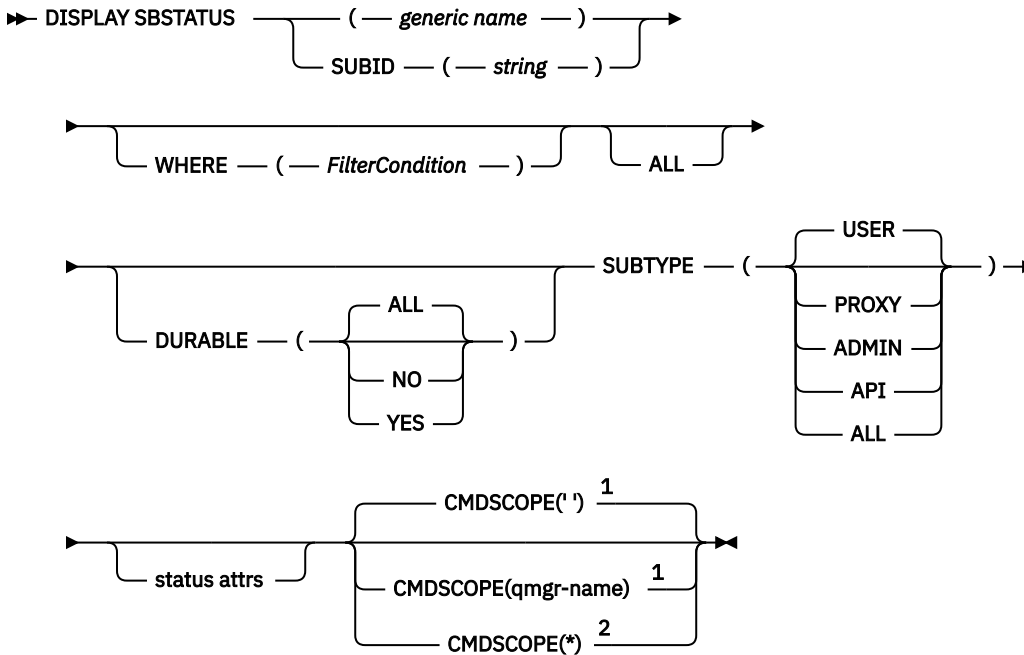 DISPLAY SBSTATUS ( generic name )
SUBID ( string )
WHERE ( FilterCondition )
ALL
USER
SUBTYPE ( )
ALL
PROXY
DURABLE ( )
ADMIN
NO
API
YES
ALL
CMDSCOPE(' ') 1
status attrs
CMDSCOPE(qmgr-name) 1
CMDSCOPE(*) 2